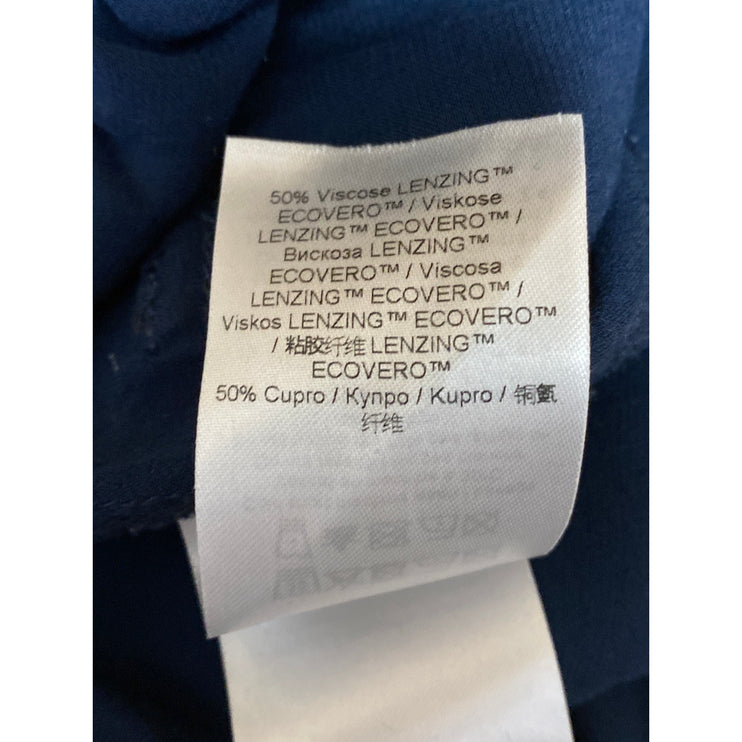 50% Viscose LENZING™
ECOVERO™ / Viskose
LENZING™ ECOVERO™ /
Вискоза LENZING™
ECOVERO™ / Viscosa
LENZING™ ECOVERO™ /
Viskos LENZING™ ECOVERO™
/ 粘胶纤维 LENZING™
ECOVERO™
50% Cupro / Купро / Kupro / 铜氨
纤维